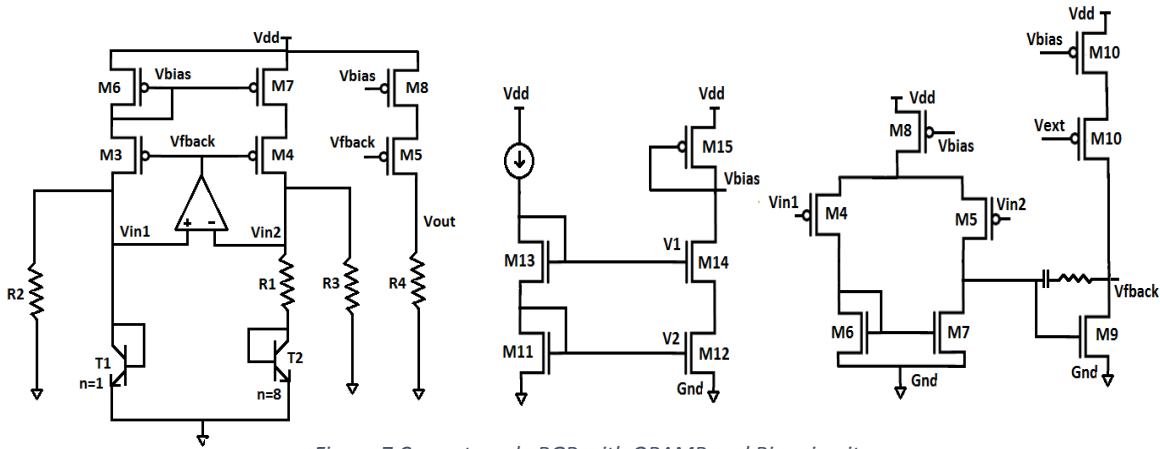 Vdd
M6
Vbias
M7
Vbias
M8
M3
Vfback
M4
Vfback
M5
Vin1
+
-
Vin2
Vout
R2
R1
R3
R4
T1
n=1
T2
n=8
Vdd
Vdd
M15
Vbias
M13
V1
M14
M11
V2
M12
Gnd
Vdd
M8
Vbias
Vin1
M4
M5
Vin2
M6
M7
Gnd
Vdd
Vbias
M10
Vext
M10
Vfback
M9
Gnd